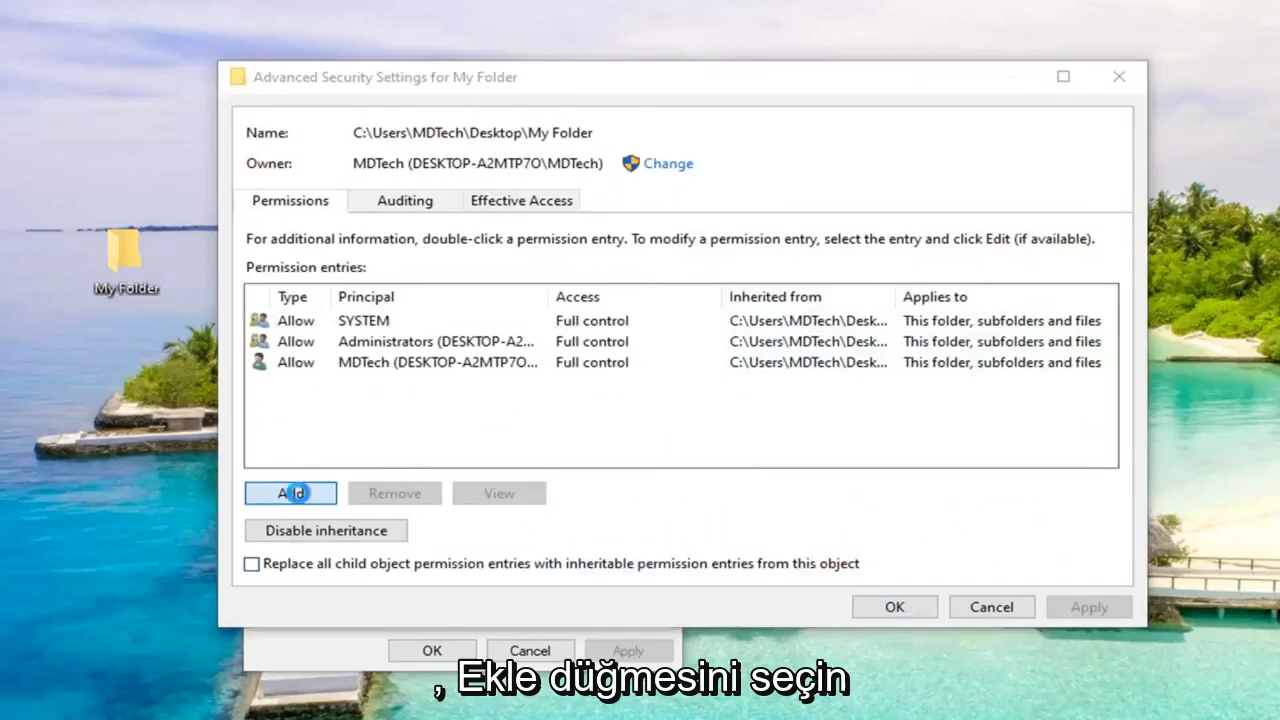 Advanced Security Settings for My Folder
Name: C:\Users\MDTech\Desktop\My Folder
Owner: MDTech (DESKTOP-A2MTP7O\MDTech) Change
Permissions Auditing Effective Access
For additional information, double-click a permission entry. To modify a permission entry, select the entry and click Edit (if available).
Permission entries:
Type Principal Access Inherited from Applies to
Allow SYSTEM Full control C:\Users\MDTech\Desk... This folder, subfolders and files
Allow Administrators (DESKTOP-A2... Full control C:\Users\MDTech\Desk... This folder, subfolders and files
Allow MDTech (DESKTOP-A2MTP7O... Full control C:\Users\MDTech\Desk... This folder, subfolders and files
My Folder
Add Remove View
Disable inheritance
Replace all child object permission entries with inheritable permission entries from this object
OK Cancel Apply
OK Cancel Apply
, Ekle düğmesini seçin